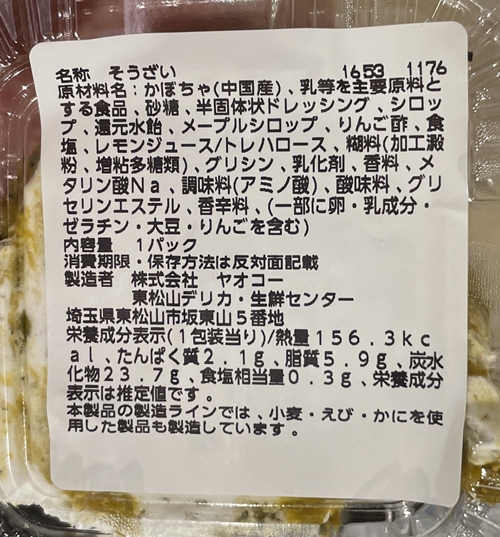 名称 そうざい 1653 1176
原材料名：かぼちゃ(中国産)、乳等を主要原料と
する食品、砂糖、半固体状ドレッシング、シロッ
プ、還元水飴、メープルシロップ、りんご酢、食
塩、レモンジュース/トレハロース、糊料(加工澱
粉、増粘多糖類)、グリシン、乳化剤、香料、メ
タリン酸Ｎａ、調味料(アミノ酸)、酸味料、グリ
セリンエステル、香辛料、(一部に卵・乳成分・
ゼラチン・大豆・りんごを含む)
内容量 １パック
消費期限・保存方法は反対面記載
製造者 株式会社 ヤオコー
東松山デリカ・生鮮センター
埼玉県東松山市坂東山５番地
栄養成分表示(１包装当り)/熱量１５６.３ｋｃ
ａｌ、たんぱく質２.１ｇ、脂質５.９ｇ、炭水
化物２３.７ｇ、食塩相当量０.３ｇ、栄養成分
表示は推定値です。
本製品の製造ラインでは、小麦・えび・かにを使
用した製品も製造しています。